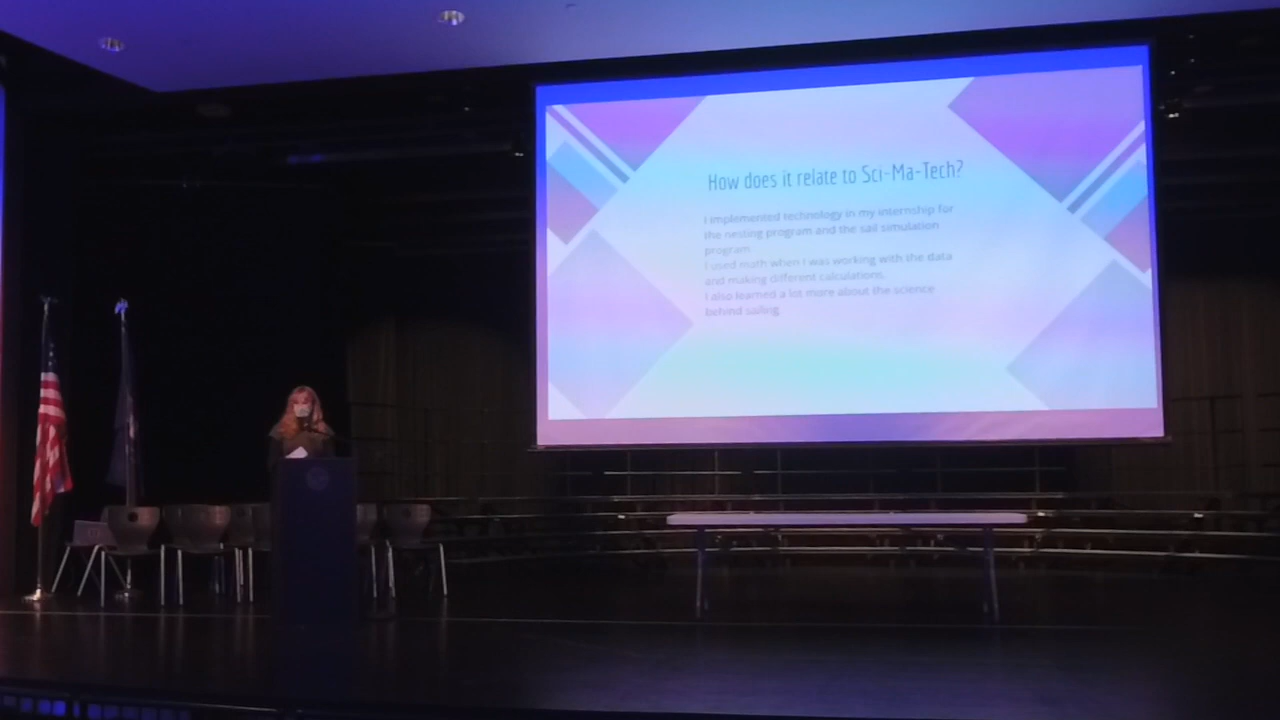 How does it relate to Sci-Ma-Tech?
I implemented technology in my internship for
the nesting program and the sail simulation
program.
I used math when I was working with the data
and making different calculations.
I also learned a lot more about the science
behind sailing.